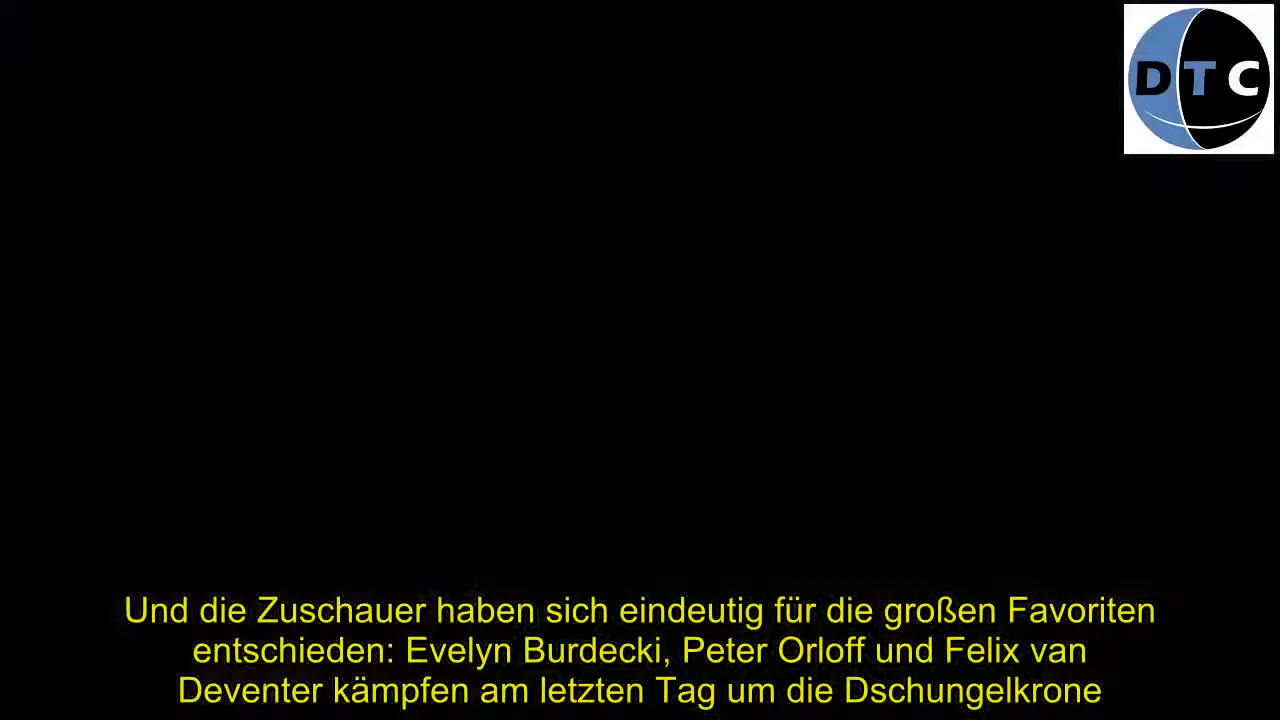 DTC
Und die Zuschauer haben sich eindeutig für die großen Favoriten
entschieden: Evelyn Burdecki, Peter Orloff und Felix van
Deventer kämpfen am letzten Tag um die Dschungelkrone